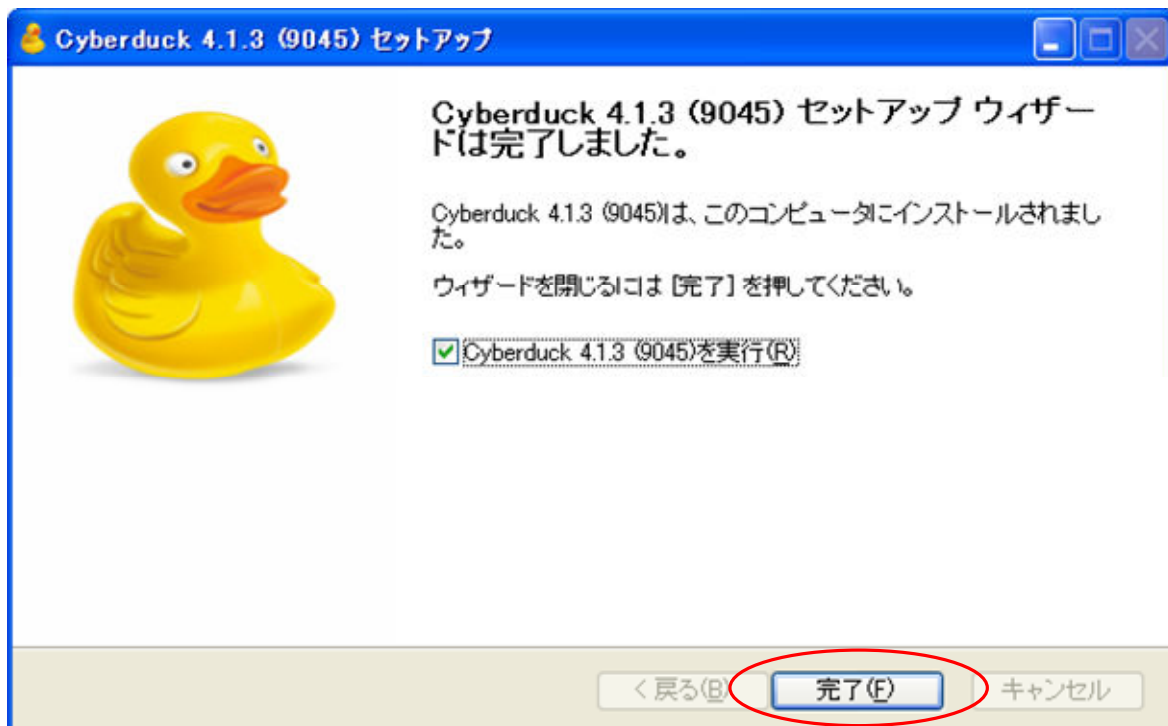 Cyberduck 4.1.3 (9045) セットアップ
Cyberduck 4.1.3 (9045) セットアップ ウィザー
ドは完了しました。
Cyberduck 4.1.3 (9045)は、このコンピュータにインストールされまし
た。
ウィザードを閉じるには [完了] を押してください。
Cyberduck 4.1.3 (9045)を実行(R)
< 戻る(B) 完了(F) キャンセル